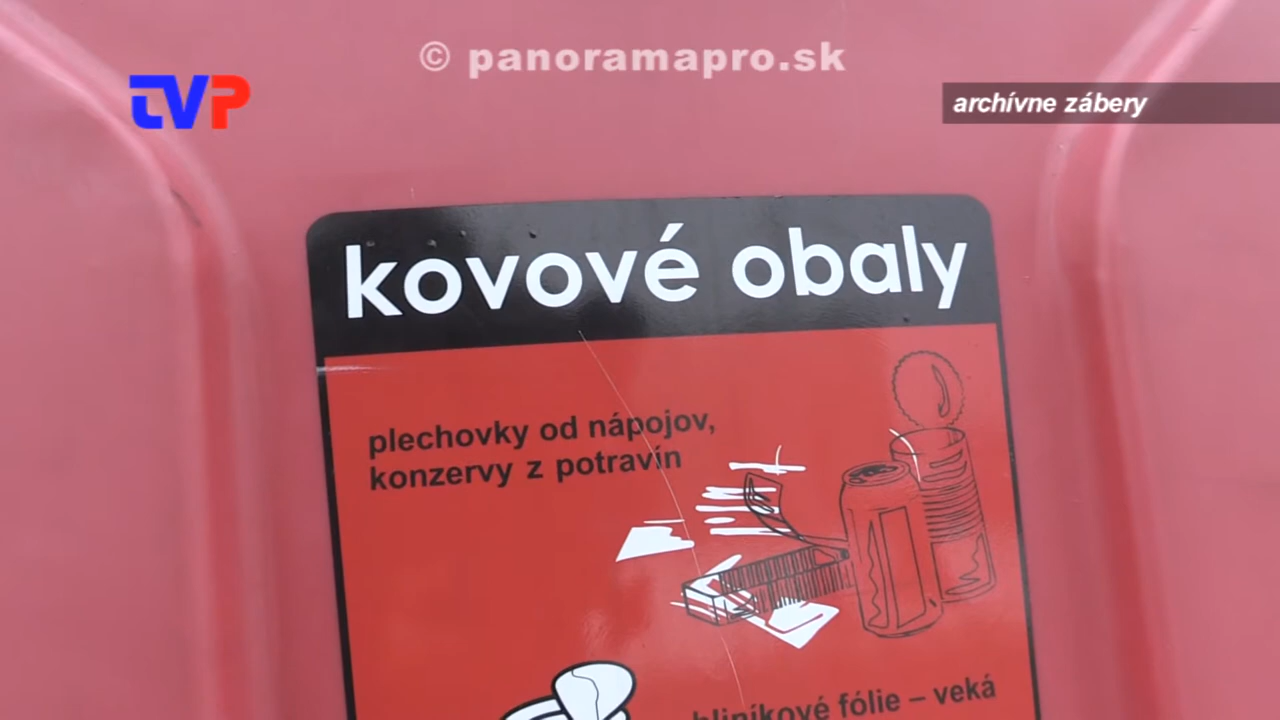 © panoramapro.sk
TVP
archívne zábery
kovové obaly
plechovky od nápojov,
konzervy z potravín
hliníkové fólie – veká